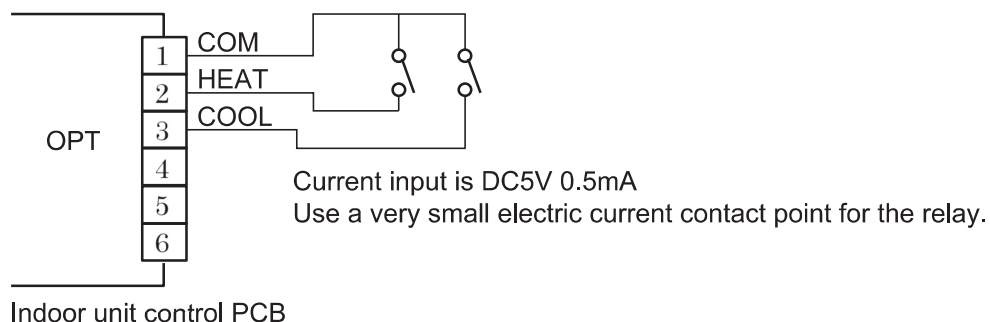 1 COM
2 HEAT
3 COOL
OPT
4
5
6
Current input is DC5V 0.5mA
Use a very small electric current contact point for the relay.
Indoor unit control PCB